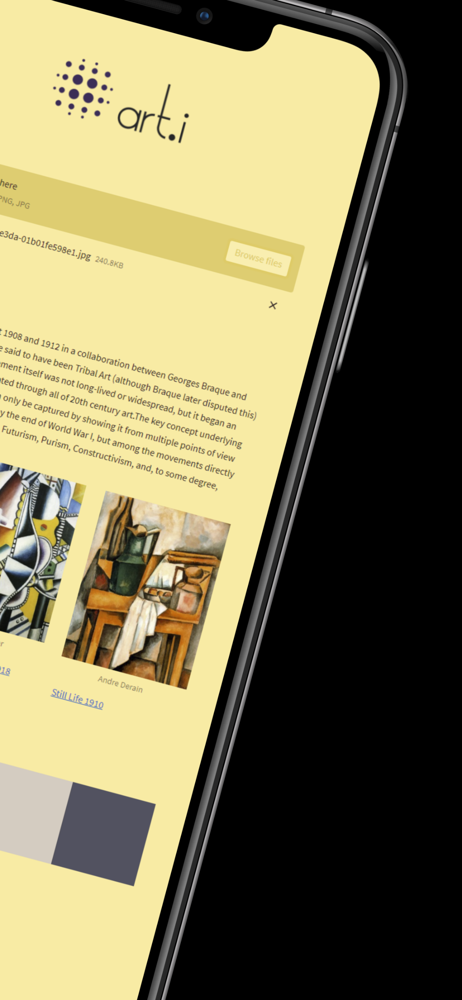 art.i
here
PNG, JPG
Browse files
e3da-01b01fe598e1.jpg 240.8KB
1908 and 1912 in a collaboration between Georges Braque and
said to have been Tribal Art (although Braque later disputed this)
ement itself was not long-lived or widespread, but it began an
ted through all of 20th century art.The key concept underlying
only be captured by showing it from multiple points of view
y the end of World War I, but among the movements directly
Futurism, Purism, Constructivism, and, to some degree,
Andre Derain
18
Still Life 1910